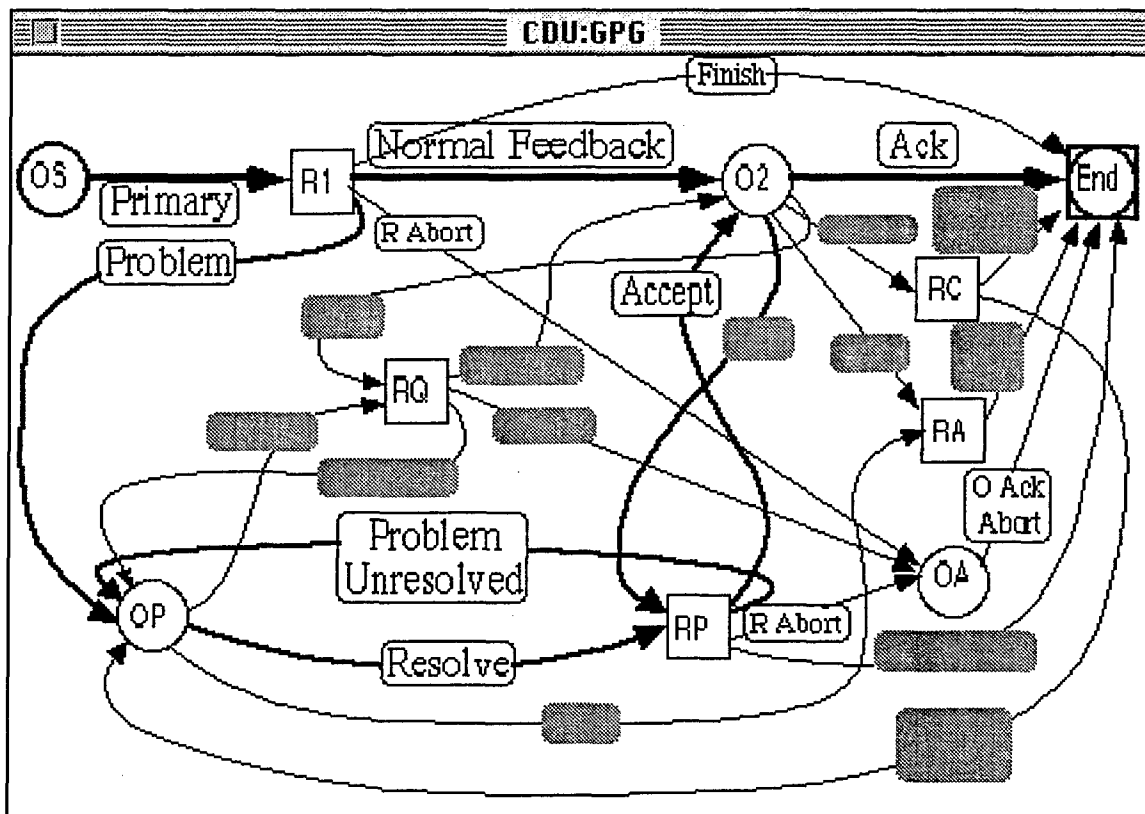 CDU:GPG
Finish
Normal Feedback
Ack
OS
R1
O2
End
Primary
R Abort
Problem
Accept
RC
RQ
RA
O Ack
Abort
Problem
Unresolved
OA
OP
RP
R Abort
Resolve